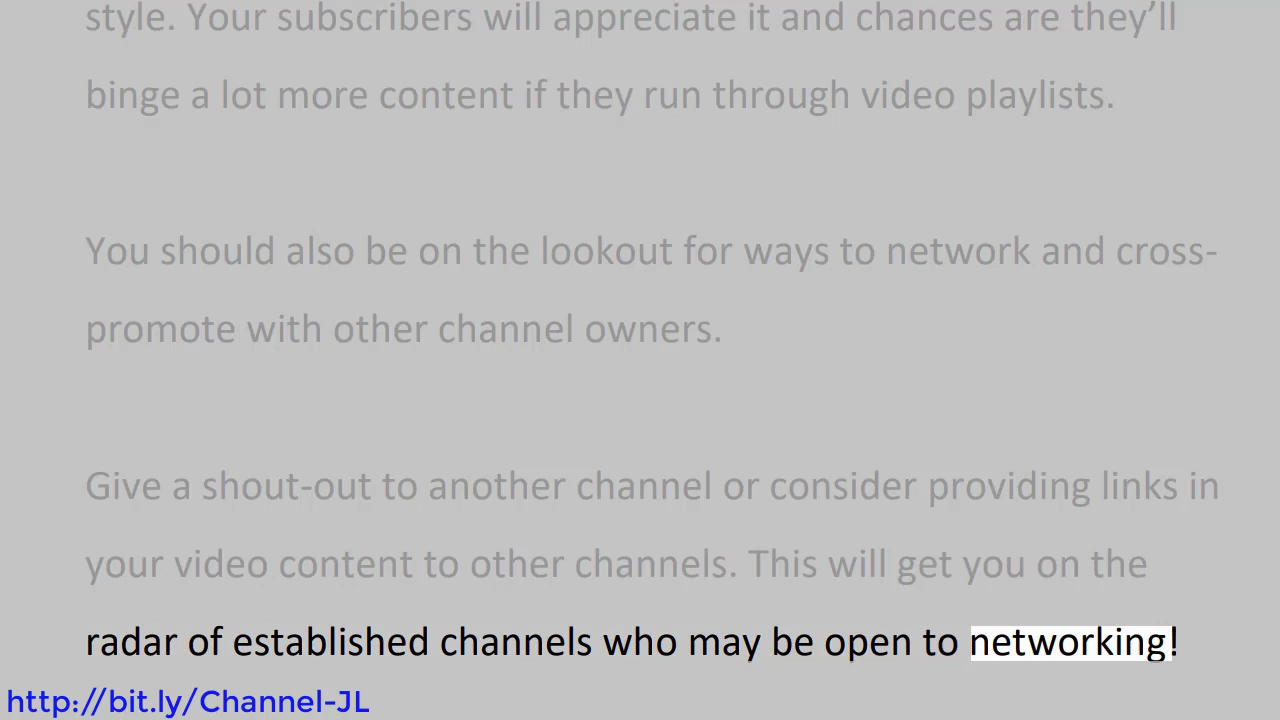 style. Your subscribers will appreciate it and chances are they’ll
binge a lot more content if they run through video playlists.
You should also be on the lookout for ways to network and cross-
promote with other channel owners.
Give a shout-out to another channel or consider providing links in
your video content to other channels. This will get you on the
radar of established channels who may be open to networking!
http://bit.ly/Channel-JL